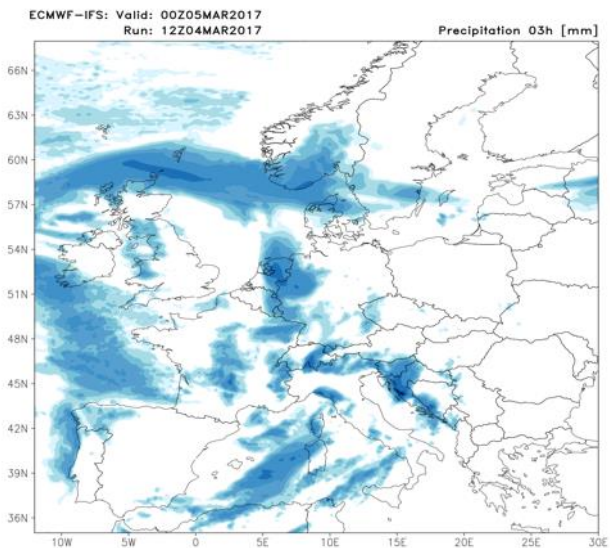 ECMWF-IFS: Valid: 00Z05MAR2017
Run: 12Z04MAR2017
Precipitation 03h [mm]
66N
63N
60N
57N
54N
51N
48N
45N
42N
39N
36N
10W 5W 0 5E 10E 15E 20E 25E 30E